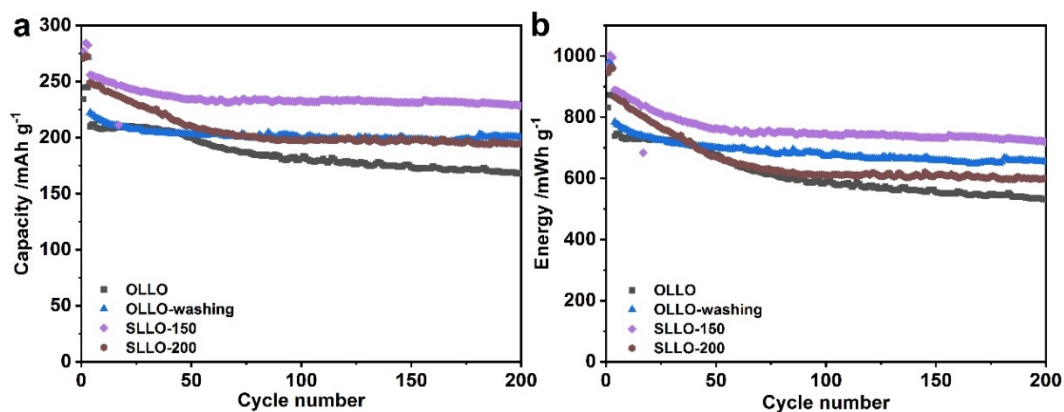 a
Capacity /mAh g-1
300
250
200
150
100
50
0
OLLO
OLLO-washing
SLLO-150
SLLO-200
0 50 100 150 200
Cycle number
b
Energy /mWh g-1
1000
800
600
400
200
0
OLLO
OLLO-washing
SLLO-150
SLLO-200
0 50 100 150 200
Cycle number